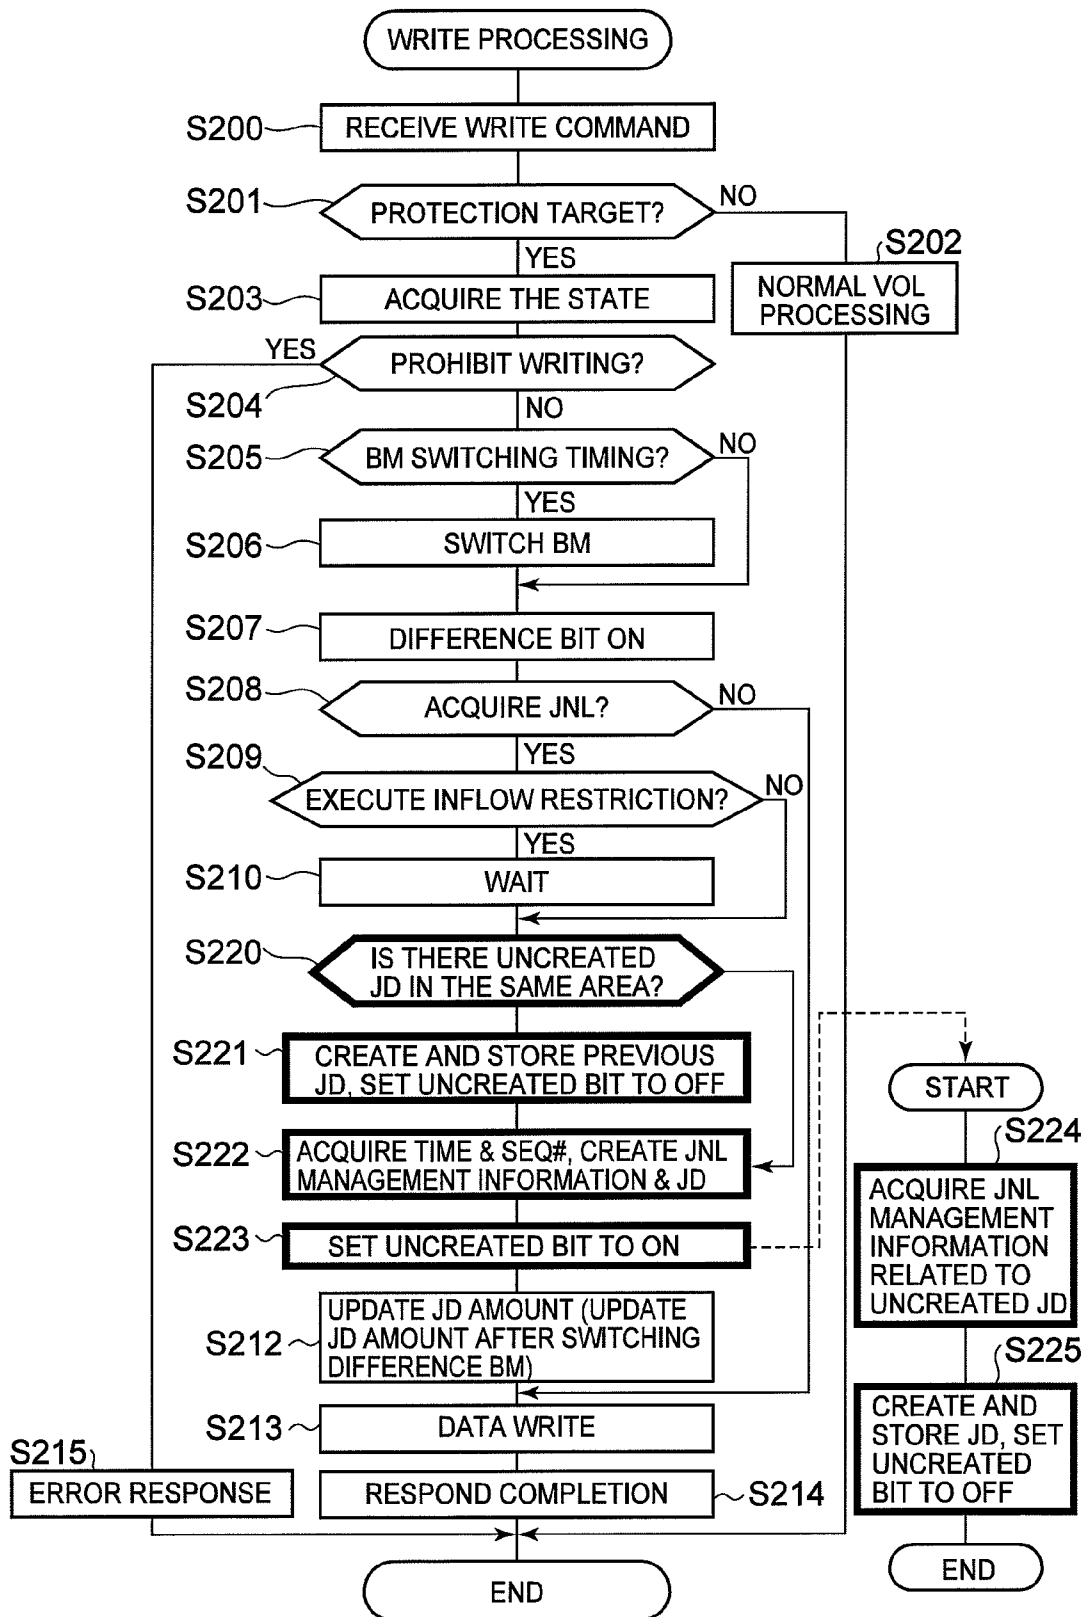 WRITE PROCESSING
S200
RECEIVE WRITE COMMAND
S201
PROTECTION TARGET?
NO
YES
S202
NORMAL VOL
PROCESSING
S203
ACQUIRE THE STATE
YES
S204
PROHIBIT WRITING?
NO
S205
BM SWITCHING TIMING?
NO
YES
S206
SWITCH BM
S207
DIFFERENCE BIT ON
S208
ACQUIRE JNL?
NO
YES
S209
EXECUTE INFLOW RESTRICTION?
NO
YES
S210
WAIT
S220
IS THERE UNCREATED
JD IN THE SAME AREA?
S221
CREATE AND STORE PREVIOUS
JD, SET UNCREATED BIT TO OFF
S222
ACQUIRE TIME & SEQ#, CREATE JNL
MANAGEMENT INFORMATION & JD
S223
SET UNCREATED BIT TO ON
S212
UPDATE JD AMOUNT (UPDATE
JD AMOUNT AFTER SWITCHING
DIFFERENCE BM)
S213
DATA WRITE
S215
ERROR RESPONSE
RESPOND COMPLETION
S214
END
START
S224
ACQUIRE JNL
MANAGEMENT
INFORMATION
RELATED TO
UNCREATED JD
S225
CREATE AND
STORE JD, SET
UNCREATED
BIT TO OFF
END